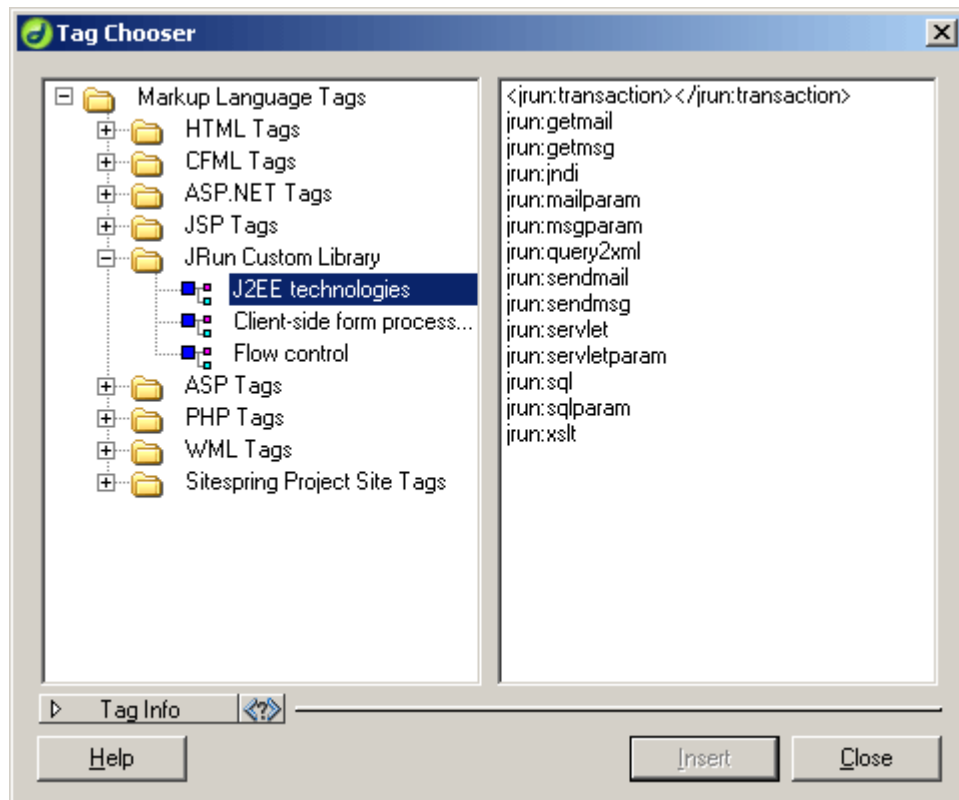 Tag Chooser
Markup Language Tags
HTML Tags
CFML Tags
ASP.NET Tags
JSP Tags
JRun Custom Library
J2EE technologies
Client-side form process...
Flow control
ASP Tags
PHP Tags
WML Tags
Sitespring Project Site Tags
<jrun:transaction></jrun:transaction>
jrun:getmail
jrun:getmsg
jrun:jndi
jrun:mailparam
jrun:msgparam
jrun:query2xml
jrun:sendmail
jrun:sendmsg
jrun:servlet
jrun:servletparam
jrun:sql
jrun:sqlparam
jrun:xslt
Tag Info <?>
Help Insert Close